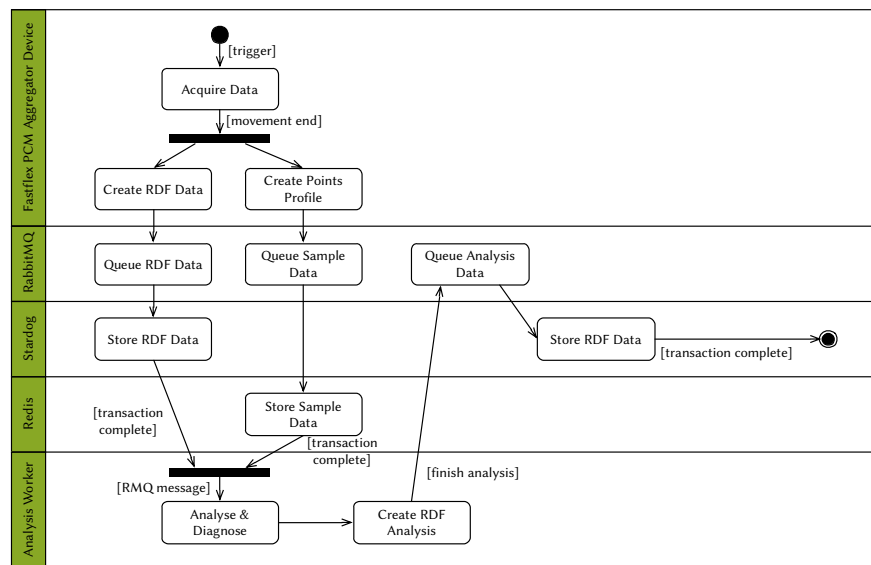 Fastflex PCM Aggregator Device
[trigger]
Acquire Data
[movement end]
Create RDF Data
Create Points
Profile
RabbitMQ
Queue RDF Data
Queue Sample
Data
Queue Analysis
Data
Stardog
Store RDF Data
Store RDF Data
[transaction complete]
Redis
[transaction
complete]
Store Sample
Data
[transaction
complete]
Analysis Worker
[RMQ message]
[finish analysis]
Analyse &
Diagnose
Create RDF
Analysis